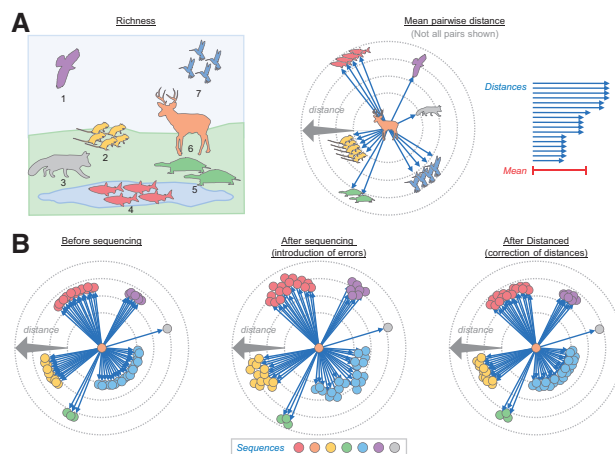 A
Richness
1
7
2
6
3
5
4
Mean pairwise distance
(Not all pairs shown)
distance
Distances
Mean
B
Before sequencing
distance
After sequencing
(introduction of errors)
distance
After Distanced
(correction of distances)
distance
Sequences